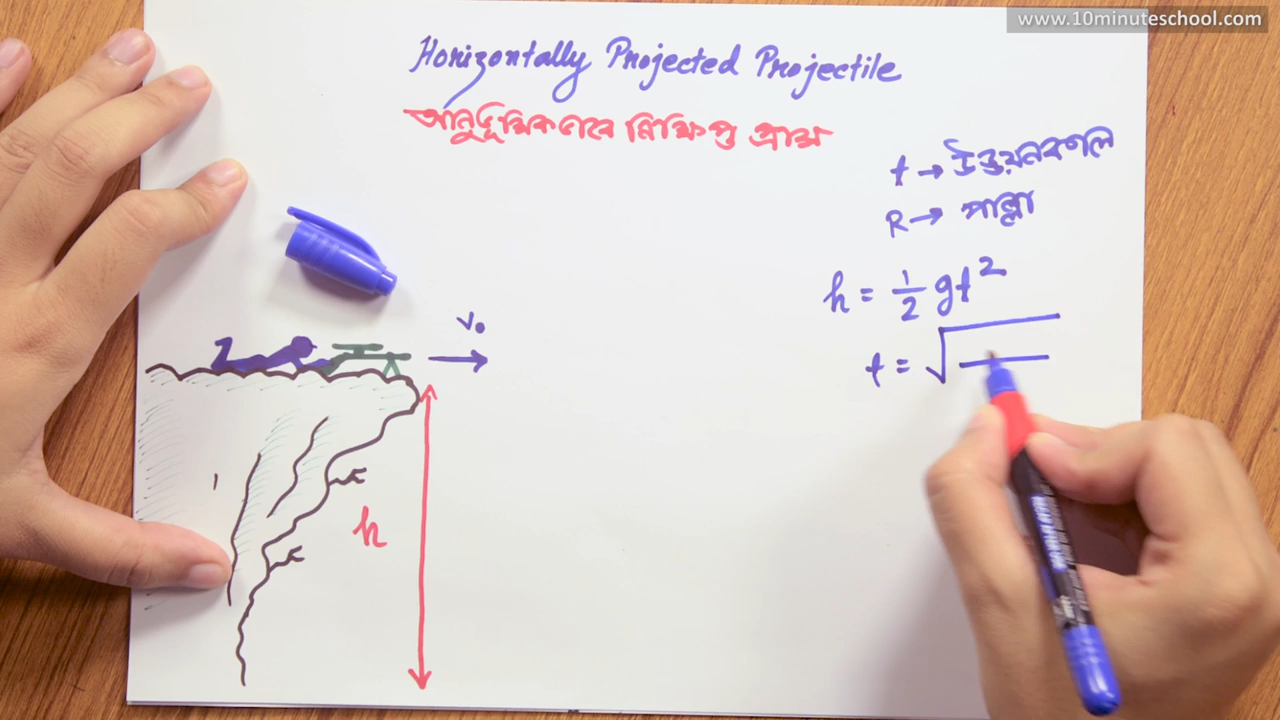 www.10minuteschool.com
Horizontally Projected Projectile
আনুভূমিকভাবে নিক্ষিপ্ত প্রাস
t → উড্ডয়নকাল
R → পাল্লা
h = 1/2 gt²
t = √
v₀
h